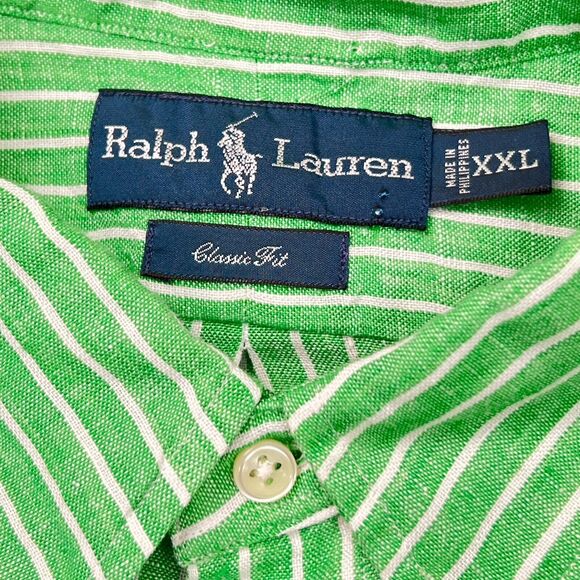 Ralph Lauren
MADE IN
PHILIPPINES
XXL
Classic Fit